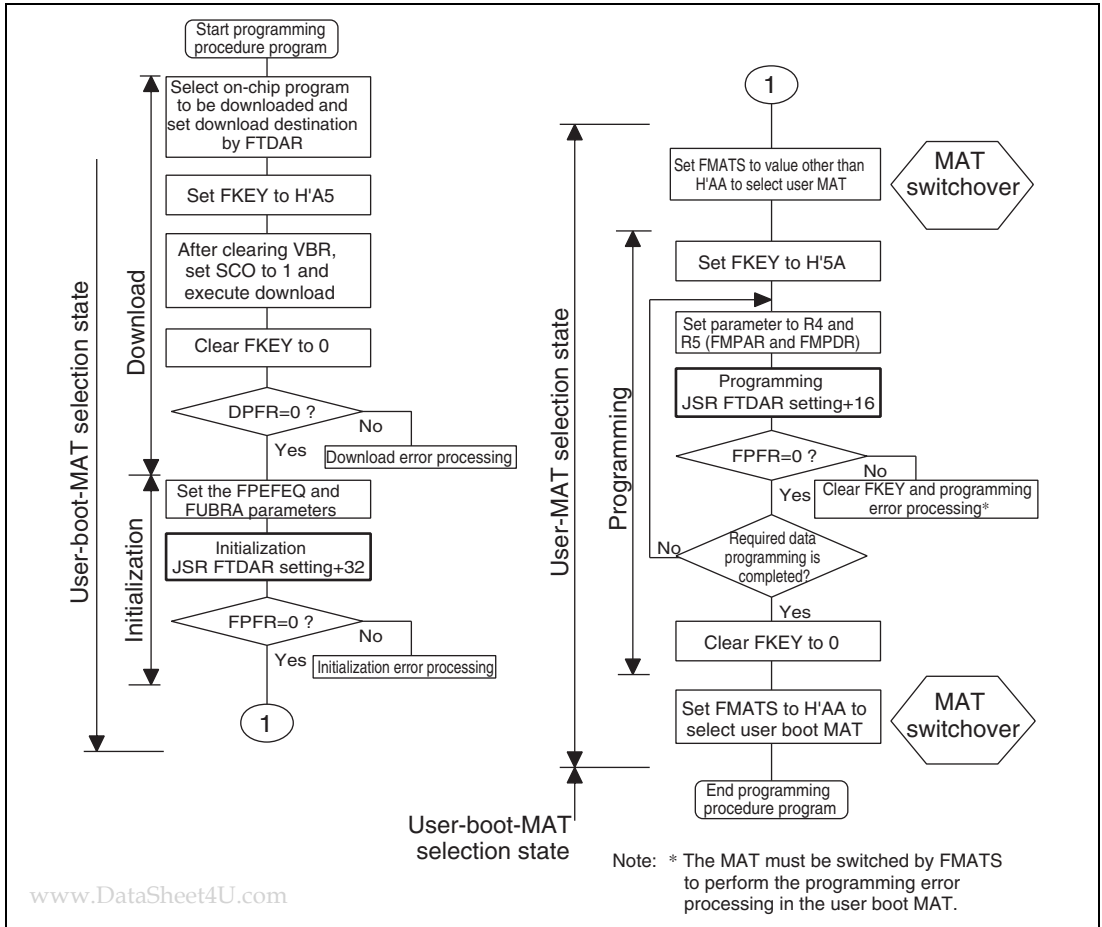 Start programming
procedure program
Select on-chip program
to be downloaded and
set download destination
by FTDAR
Set FKEY to H'A5
After clearing VBR,
set SCO to 1 and
execute download
Clear FKEY to 0
DPFR=0 ?
No
Yes
Download error processing
Set the FPEFEQ and
FUBRA parameters
Initialization
JSR FTDAR setting+32
FPFR=0 ?
No
Yes
Initialization error processing
1
Download
Initialization
User-boot-MAT selection state
1
Set FMATS to value other than
H'AA to select user MAT
MAT
switchover
Set FKEY to H'5A
Set parameter to R4 and
R5 (FMPAR and FMPDR)
Programming
JSR FTDAR setting+16
FPFR=0 ?
No
Yes
Clear FKEY and programming
error processing*
Required data
programming is
completed?
No
Yes
Clear FKEY to 0
Set FMATS to H'AA to
select user boot MAT
MAT
switchover
End programming
procedure program
Programming
User-MAT selection state
User-boot-MAT
selection state
Note: * The MAT must be switched by FMATS
to perform the programming error
processing in the user boot MAT.
www.DataSheet4U.com